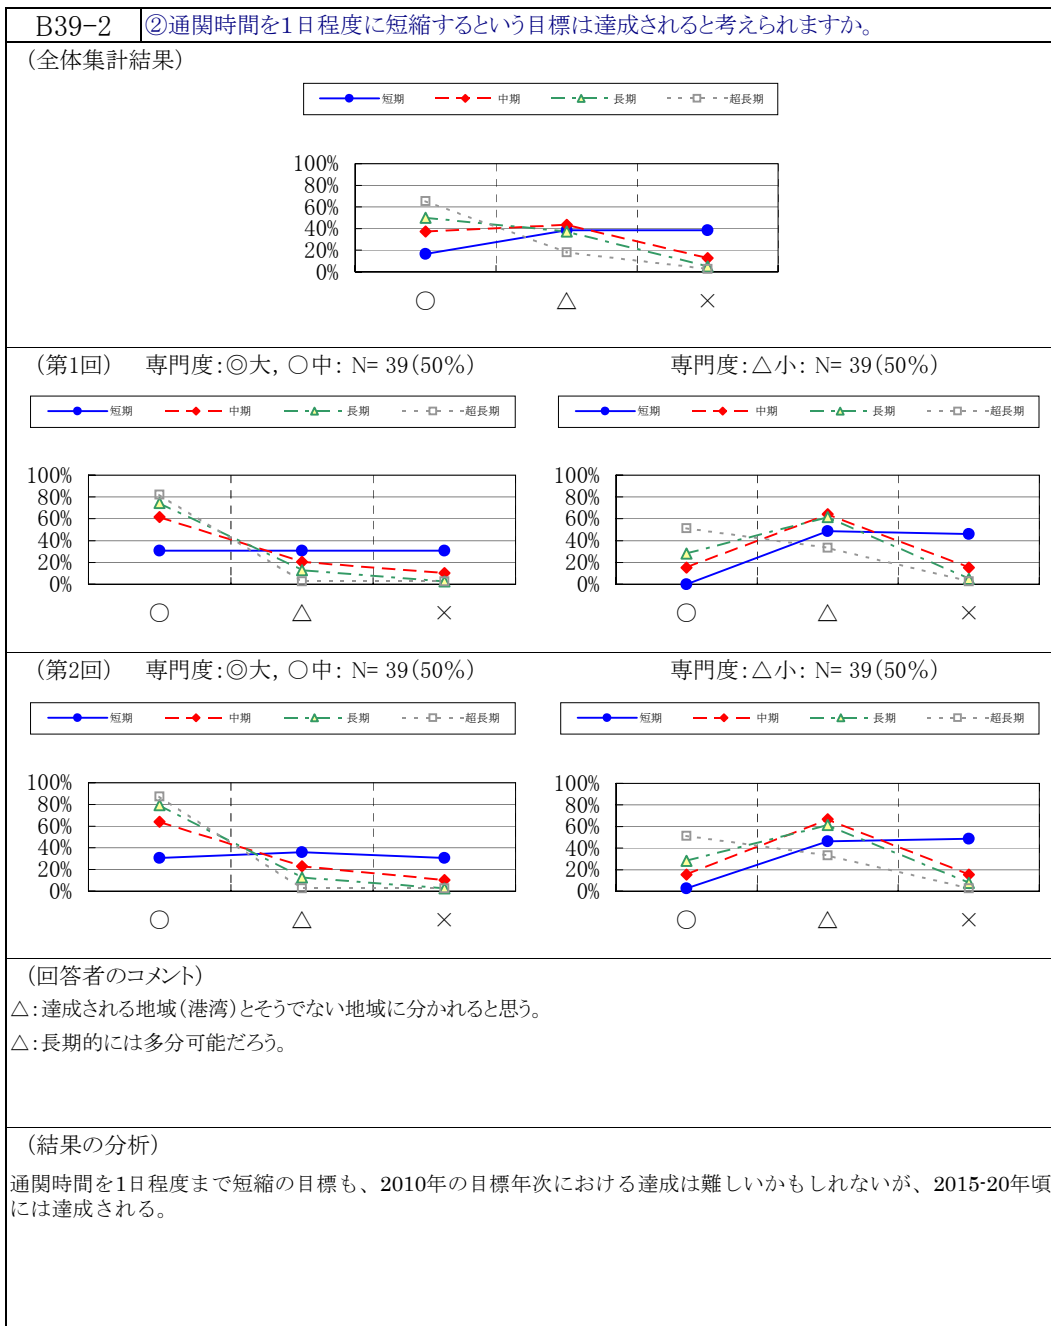 B39-2 ②通関時間を1日程度に短縮するという目標は達成されると考えられますか。
(全体集計結果)
短期 中期 長期 超長期
100%
80%
60%
40%
20%
0%
○ △ ×
(第1回) 専門度:◎大, ○中: N= 39(50%) 専門度:△小: N= 39(50%)
短期 中期 長期 超長期 短期 中期 長期 超長期
100% 100%
80% 80%
60% 60%
40% 40%
20% 20%
0% 0%
○ △ × ○ △ ×
(第2回) 専門度:◎大, ○中: N= 39(50%) 専門度:△小: N= 39(50%)
短期 中期 長期 超長期 短期 中期 長期 超長期
100% 100%
80% 80%
60% 60%
40% 40%
20% 20%
0% 0%
○ △ × ○ △ ×
(回答者のコメント)
△:達成される地域(港湾)とそうでない地域に分かれると思う。
△:長期的には多分可能だろう。
(結果の分析)
通関時間を1日程度まで短縮の目標も、2010年の目標年次における達成は難しいかもしれないが、2015-20年頃
には達成される。